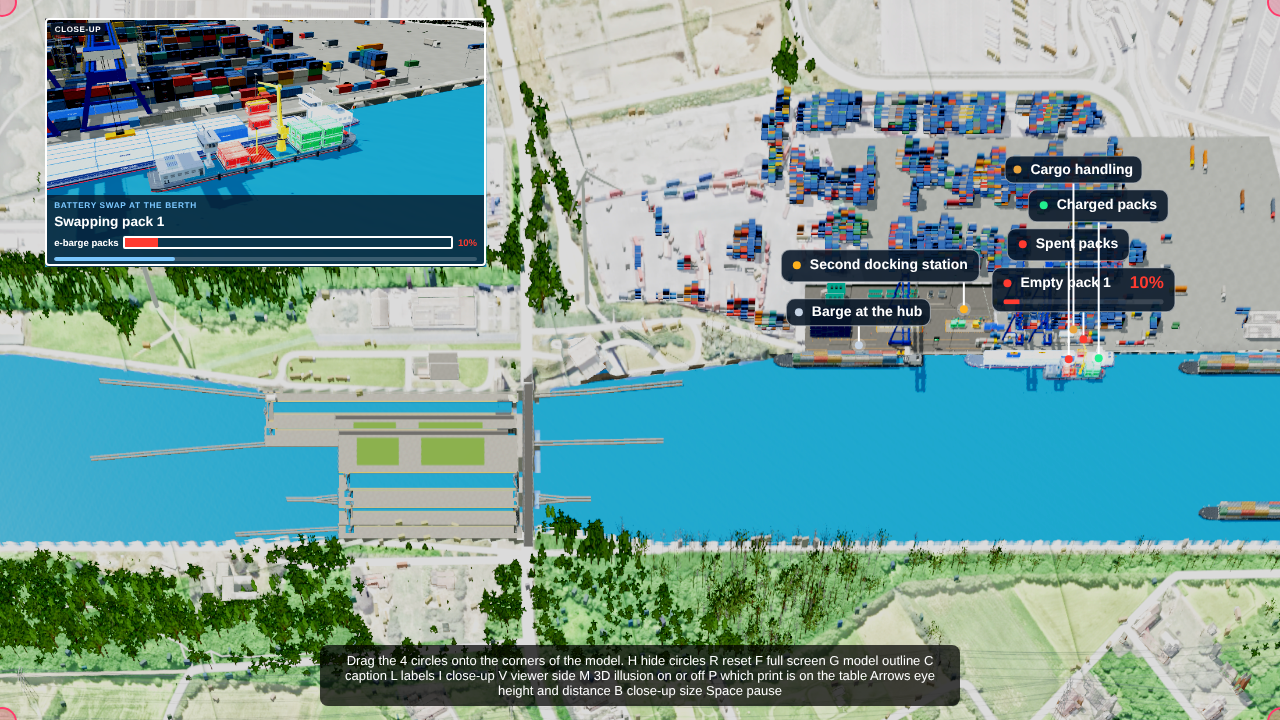 CLOSE-UP
BATTERY SWAP AT THE BERTH
Swapping pack 1
e-barge packs 10%
Cargo handling
Charged packs
Spent packs
Second docking station
Empty pack 1 10%
Barge at the hub
Drag the 4 circles onto the corners of the model. H hide circles R reset F full screen G model outline C
caption L labels I close-up V viewer side M 3D illusion on or off P which print is on the table Arrows eye
height and distance B close-up size Space pause